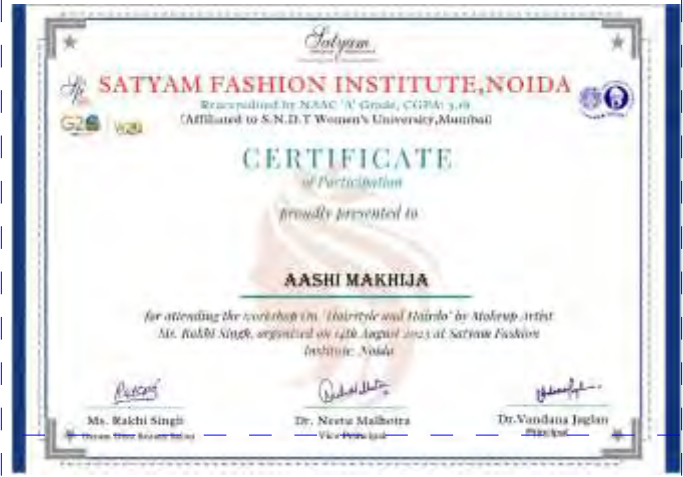 Satyam
SATYAM FASHION INSTITUTE,NOIDA
Reaccredited by NAAC 'A' Grade, CGPA:
(Affiliated to S.N.D.T Women's University,Mumbai)
G20
CERTIFICATE
of Participation
proudly presented to
AASHI MAKHIJA
for attending the workshop On 'Hairstyle and Hairdo' by Makeup Artist
Ms. Rakhi Singh, organized on 14th August 2023 at Satyam Fashion
Institute, Noida
Ms. Rakhi Singh
Dr. Neetu Malhotra
Dr.Vandana Jaglan
Vice Principal
Principal